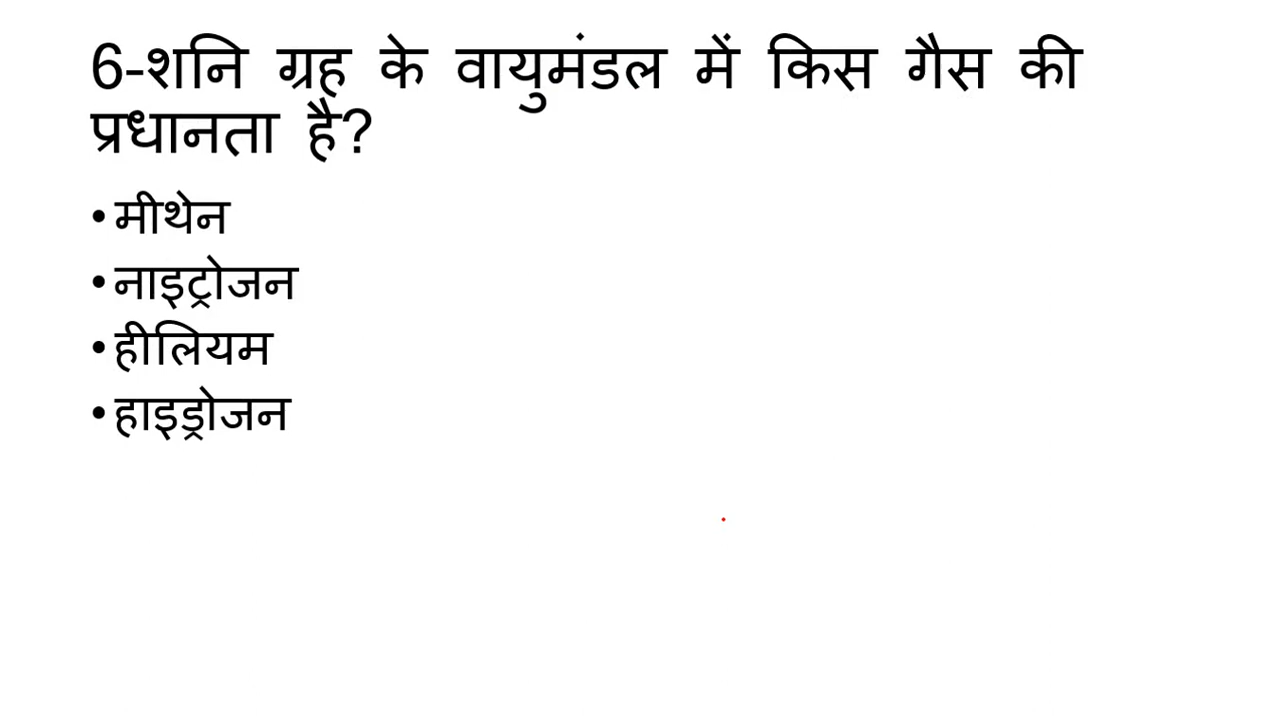 6-शनि ग्रह के वायुमंडल में किस गैस की
प्रधानता है?
• मीथेन
• नाइट्रोजन
• हीलियम
• हाइड्रोजन